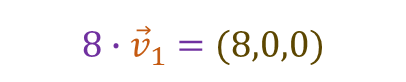 8 · v⃗₁ = (8,0,0)